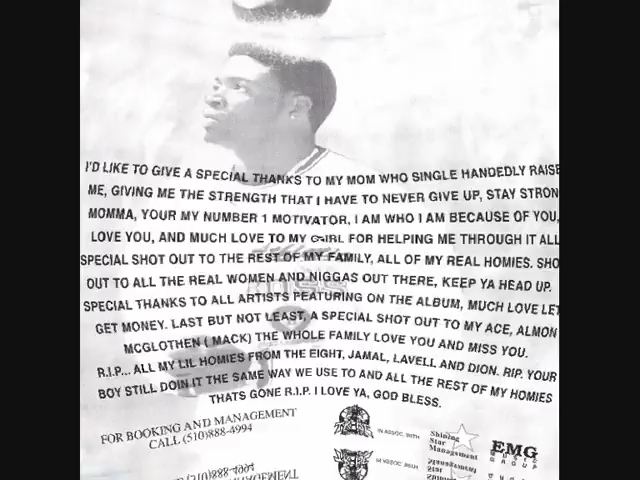 I'D LIKE TO GIVE A SPECIAL THANKS TO MY MOM WHO SINGLE HANDEDLY RAISE
ME, GIVING ME THE STRENGTH THAT I HAVE TO NEVER GIVE UP, STAY STRON
MOMMA, YOUR MY NUMBER 1 MOTIVATOR, I AM WHO I AM BECAUSE OF YOU,
LOVE YOU, AND MUCH LOVE TO MY GIRL FOR HELPING ME THROUGH IT ALL
SPECIAL SHOT OUT TO THE REST OF MY FAMILY, ALL OF MY REAL HOMIES. SHO
OUT TO ALL THE REAL WOMEN AND NIGGAS OUT THERE, KEEP YA HEAD UP.
SPECIAL THANKS TO ALL ARTISTS FEATURING ON THE ALBUM, MUCH LOVE LET
GET MONEY. LAST BUT NOT LEAST, A SPECIAL SHOT OUT TO MY ACE, ALMON
MCGLOTHEN ( MACK) THE WHOLE FAMILY LOVE YOU AND MISS YOU.
R.I.P... ALL MY LIL HOMIES FROM THE EIGHT, JAMAL, LAVELL AND DION. RIP. YOUR
BOY STILL DOIN IT THE SAME WAY WE USE TO AND ALL THE REST OF MY HOMIES
THATS GONE R.I.P. I LOVE YA, GOD BLESS.
FOR BOOKING AND MANAGEMENT
CALL (510)888-4994
IN ASSOC. WITH
Shining
Star
Management
EMG
MUSIC
GROUP